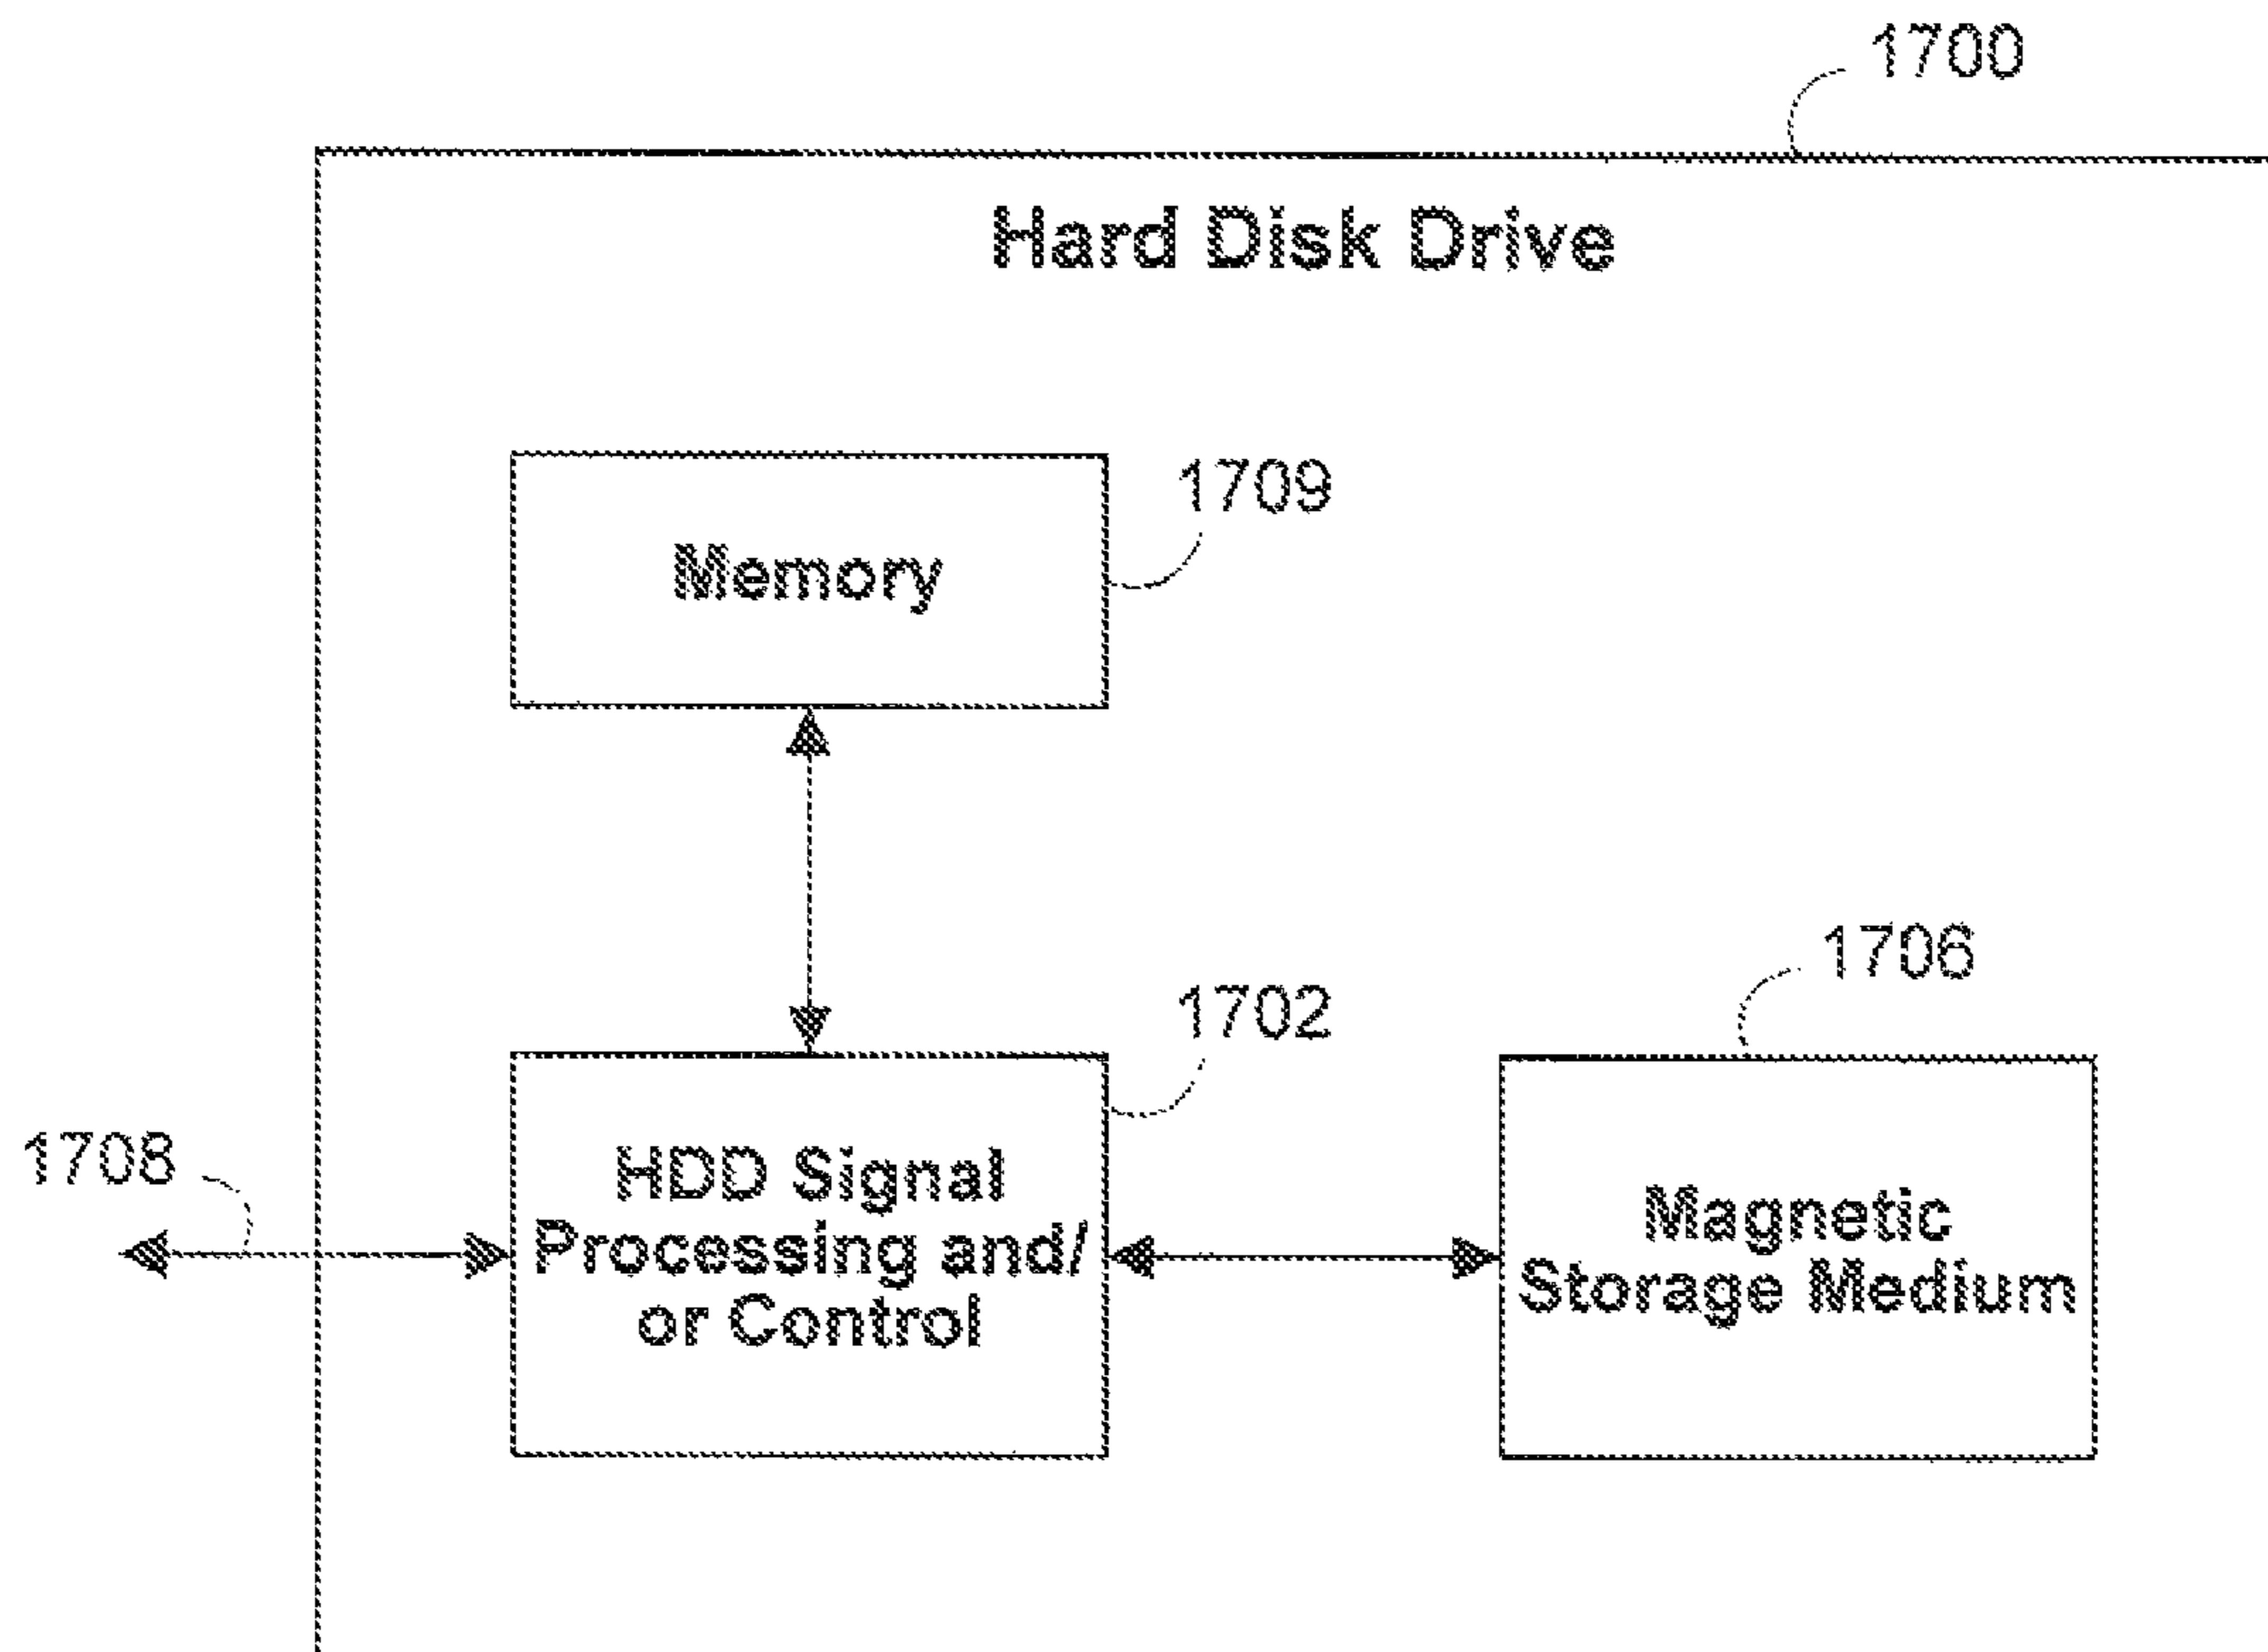 1700
Hard Disk Drive
1709
Memory
1706
1702
1708
HDD Signal
Processing and/
or Control
Magnetic
Storage Medium